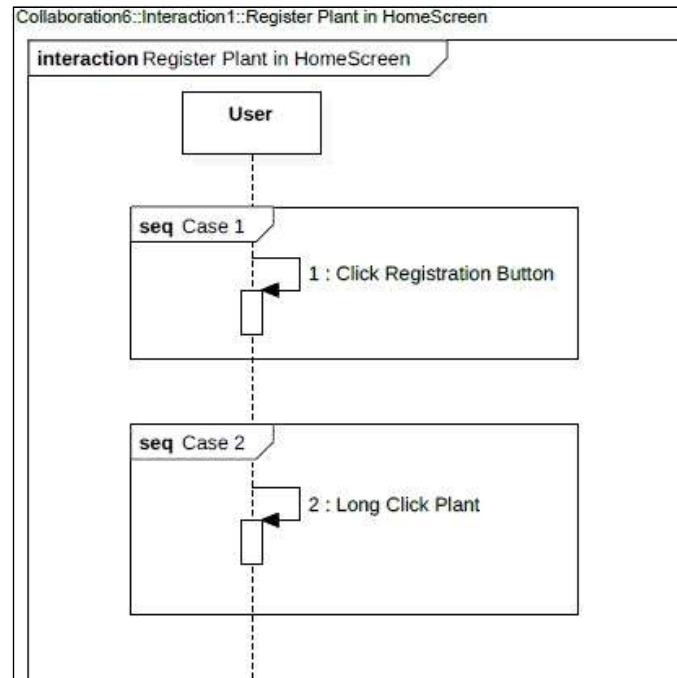 Collaboration6::Interaction1::Register Plant in HomeScreen
interaction Register Plant in HomeScreen
User
seq Case 1
1 : Click Registration Button
seq Case 2
2 : Long Click Plant